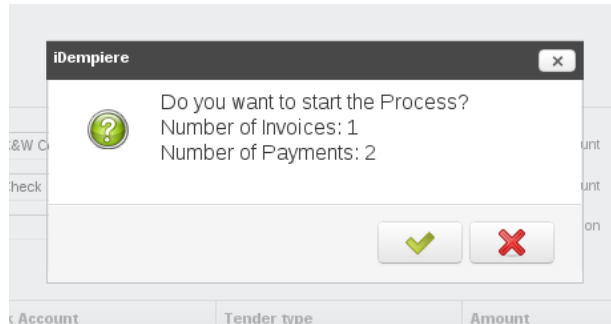 iDempiere
Do you want to start the Process?
Number of Invoices: 1
Number of Payments: 2
Tender type
Amount
Account